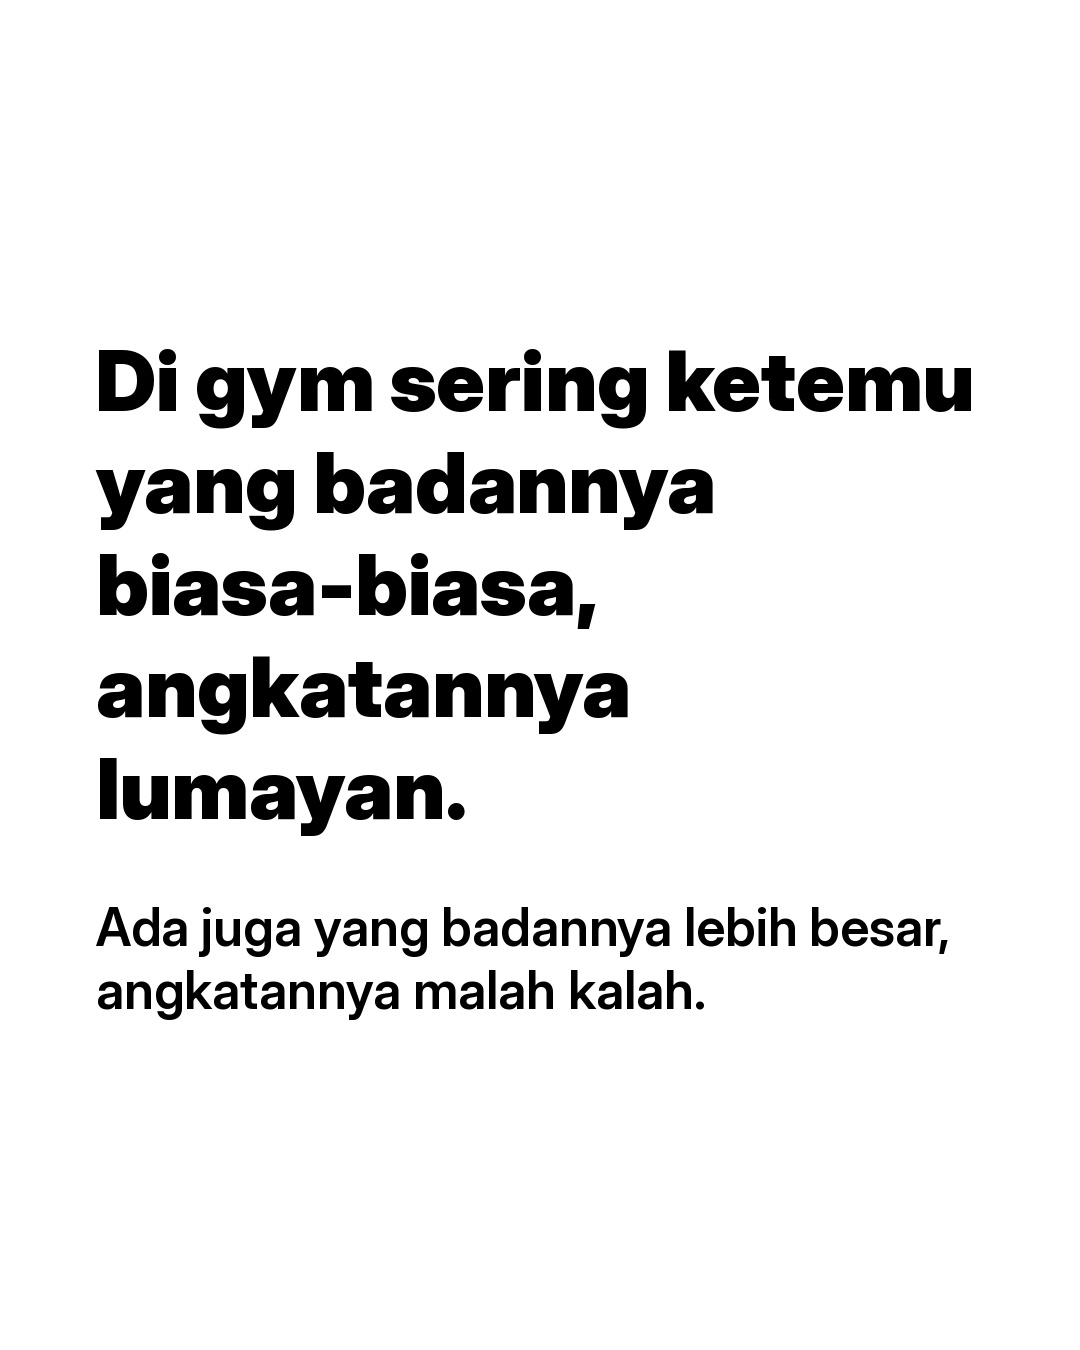 Di gym sering ketemu
yang badannya
biasa-biasa,
angkatannya
lumayan.
Ada juga yang badannya lebih besar,
angkatannya malah kalah.